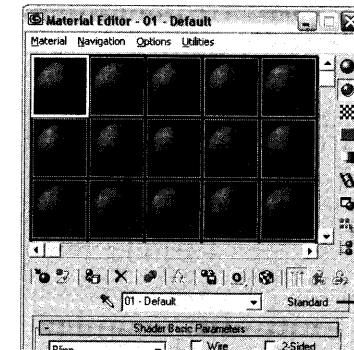 Material Editor - 01 - Default
Material Navigation Options Utilities
01 - Default Standard
Shader Basic Parameters
Blinn Wire 2-Sided